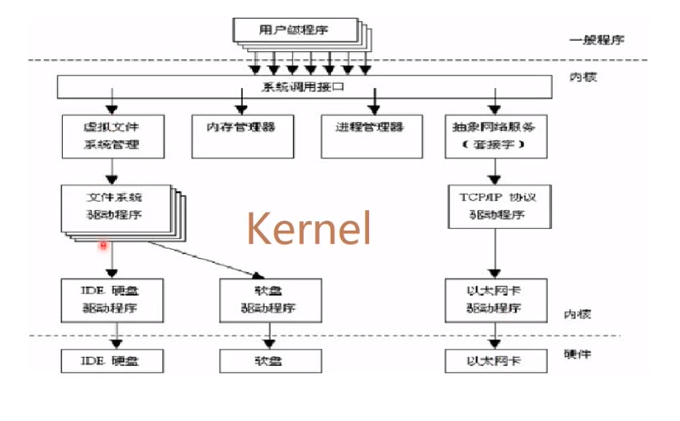 用户级程序
一般程序
内核
系统调用接口
虚拟文件
系统管理
内存管理器
进程管理器
抽象网络服务
(套接字)
文件系统
驱动程序
TCP/IP 协议
驱动程序
Kernel
IDE 硬盘
驱动程序
软盘
驱动程序
以太网卡
驱动程序
内核
硬件
IDE 硬盘
软盘
以太网卡